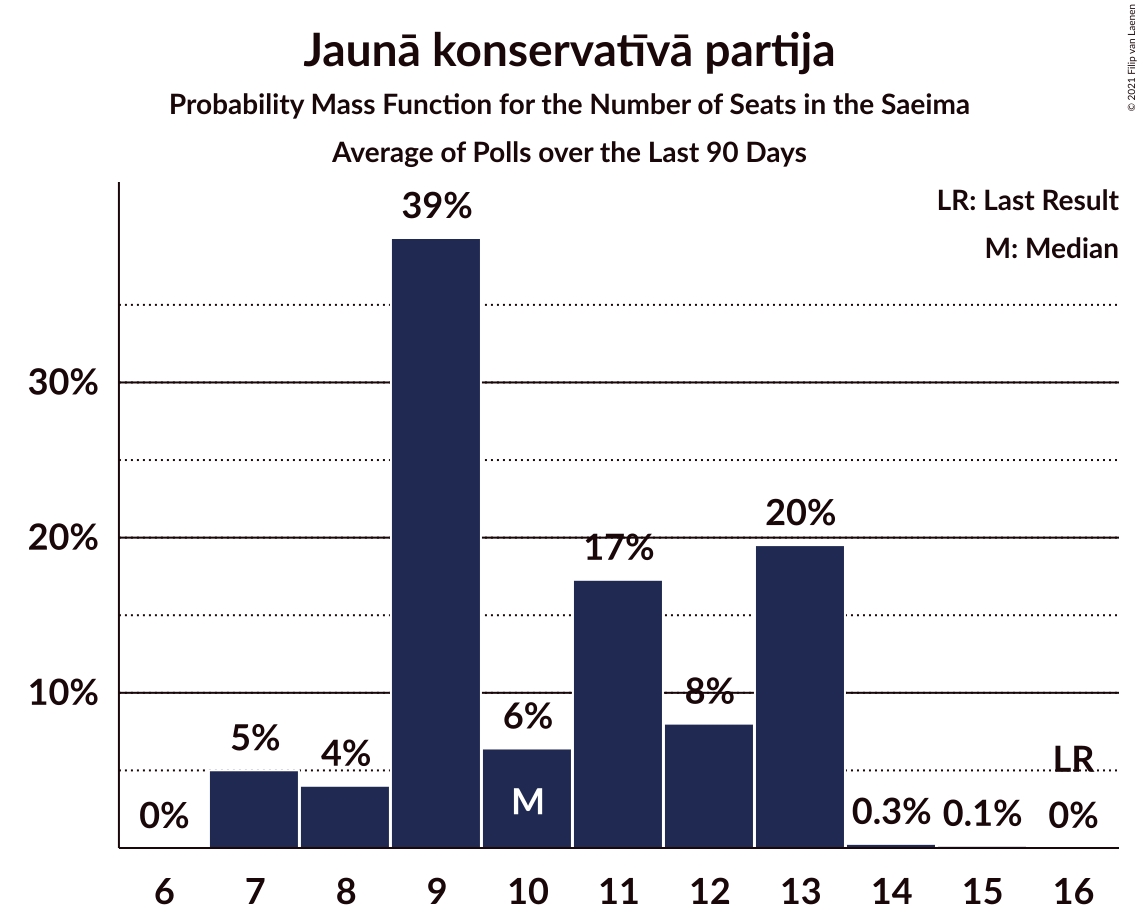 Jaunā konservatīvā partija
Probability Mass Function for the Number of Seats in the Saeima
Average of Polls over the Last 90 Days
© 2021 Filip van Laenen
LR: Last Result
M: Median
39%
30%
20%
20%
17%
10%
8%
6%
5%
4%
LR
M
0%
0.3%
0.1%
0%
6 7 8 9 10 11 12 13 14 15 16